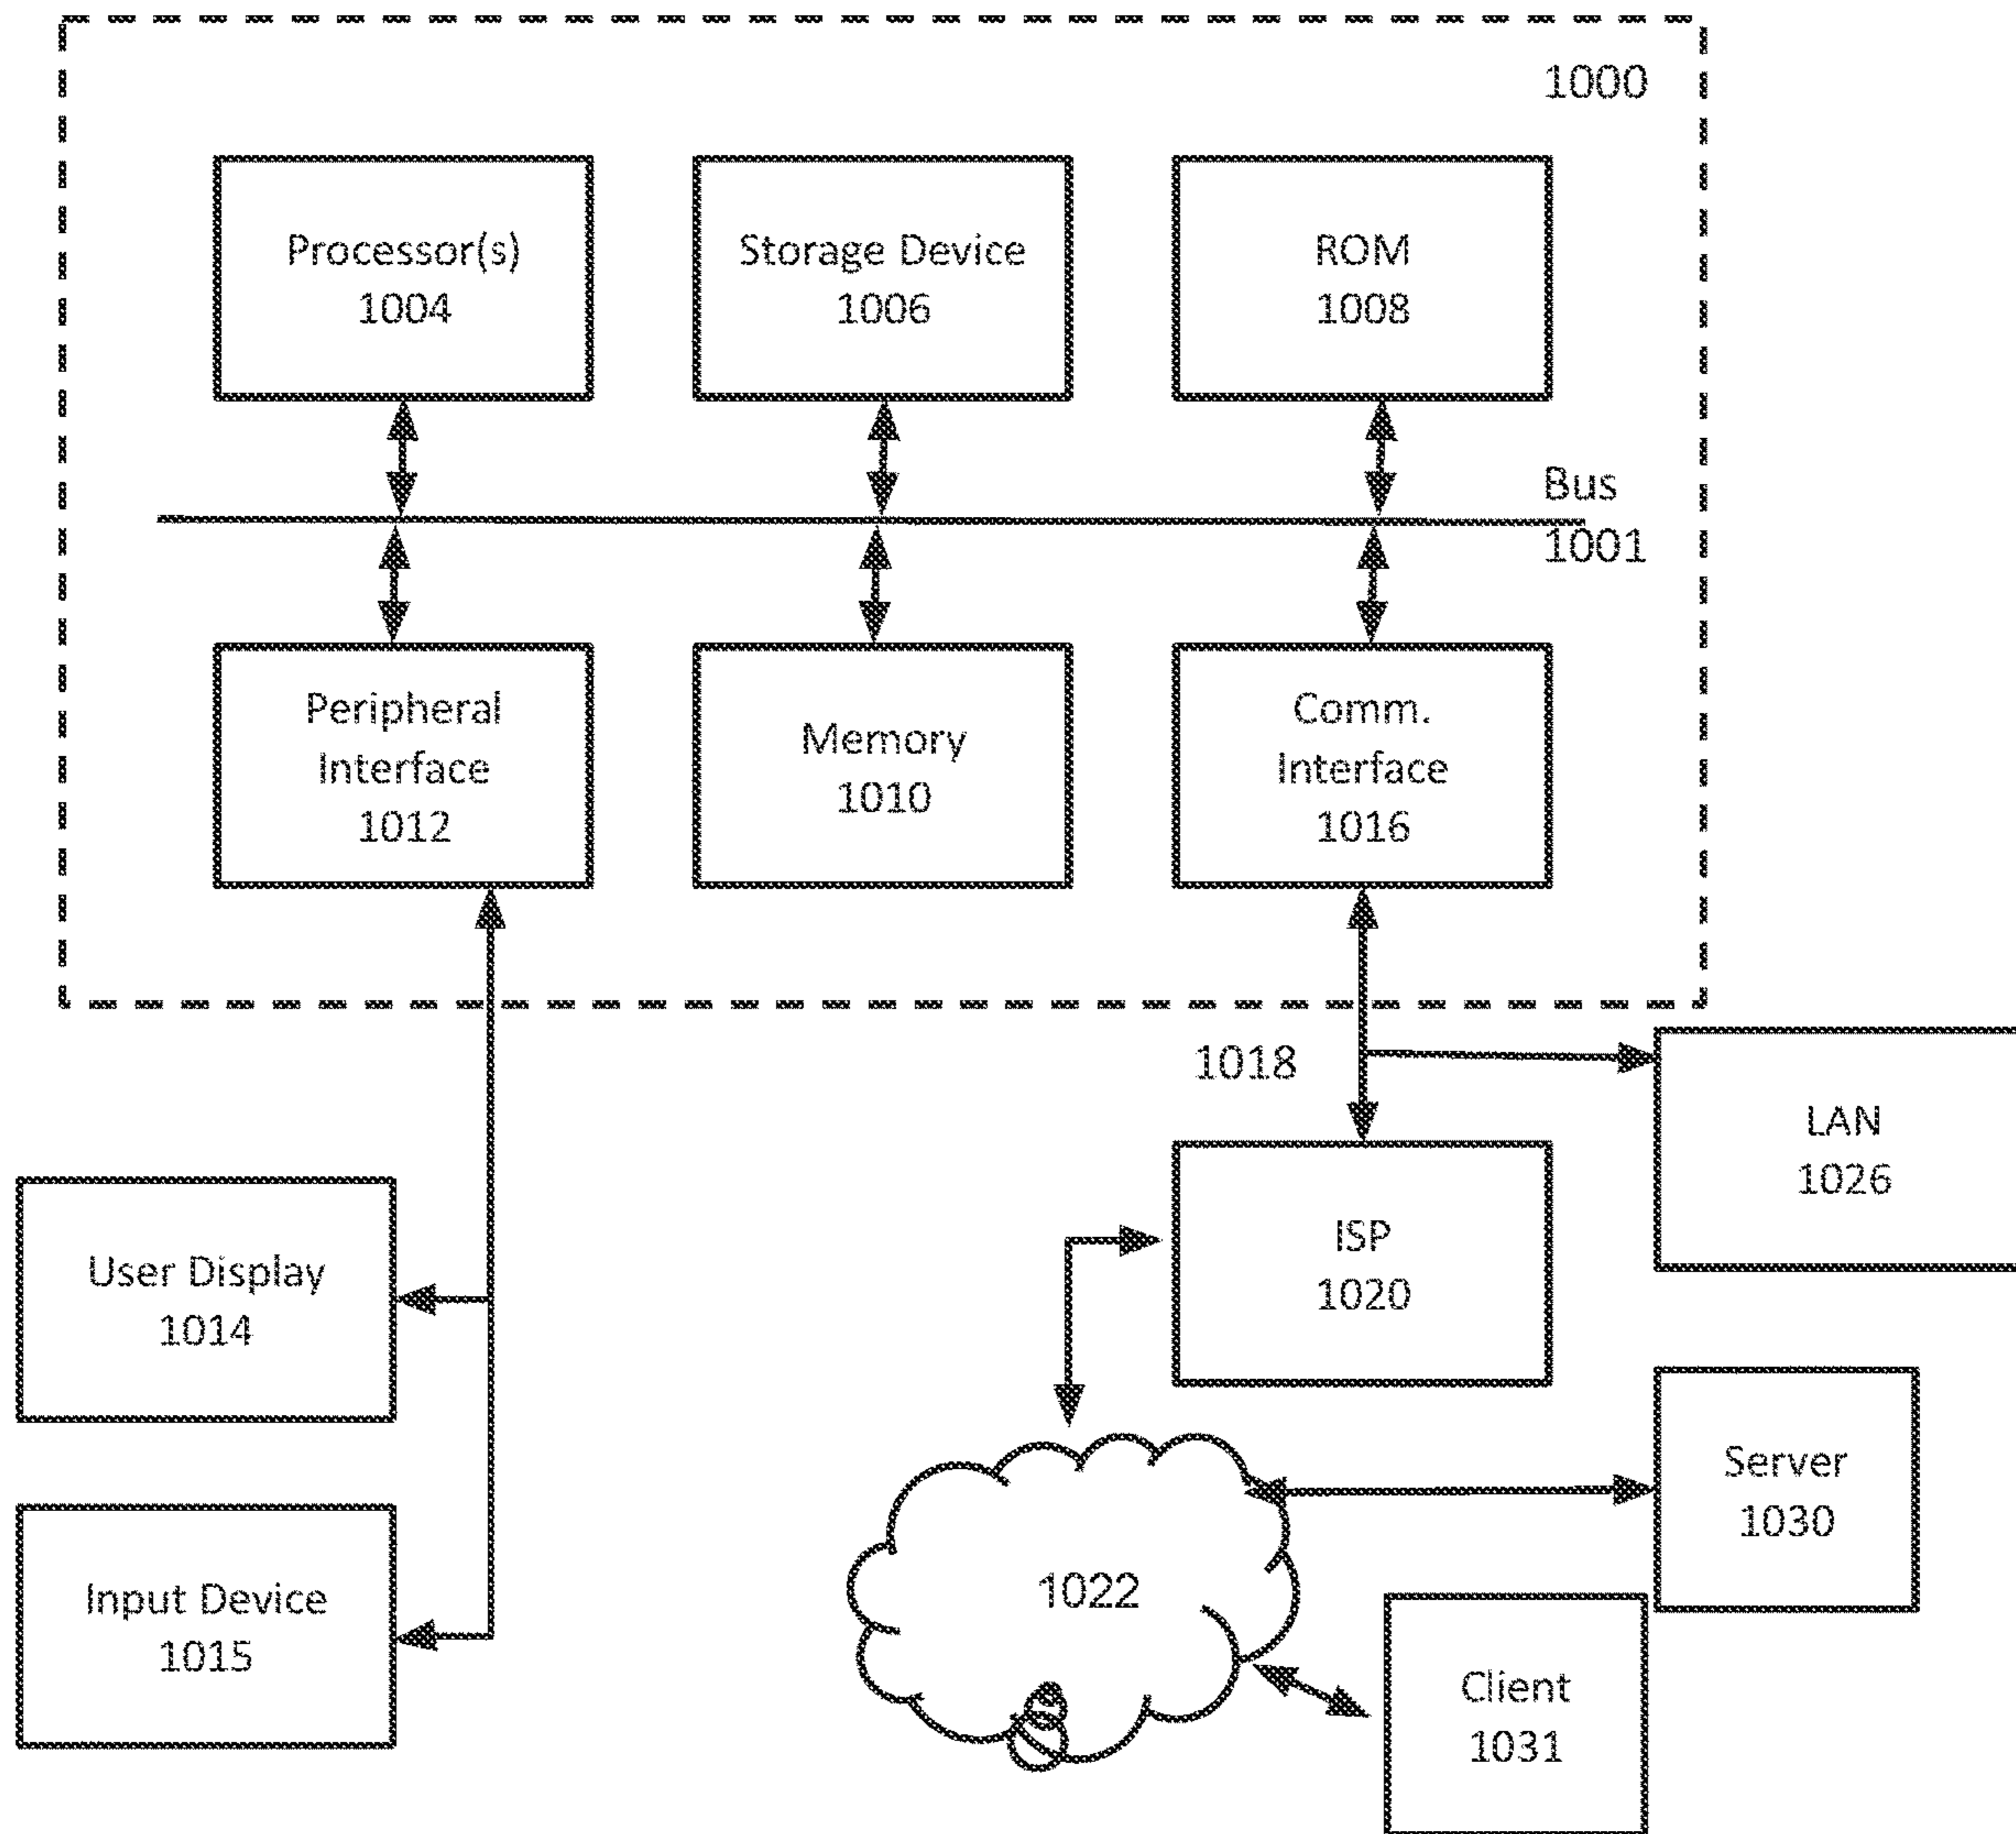 1000
Processor(s)
1004
Storage Device
1006
ROM
1008
Bus
1001
Peripheral
Interface
1012
Memory
1010
Comm.
Interface
1016
1018
LAN
1026
User Display
1014
ISP
1020
Server
1030
Input Device
1015
1022
Client
1031